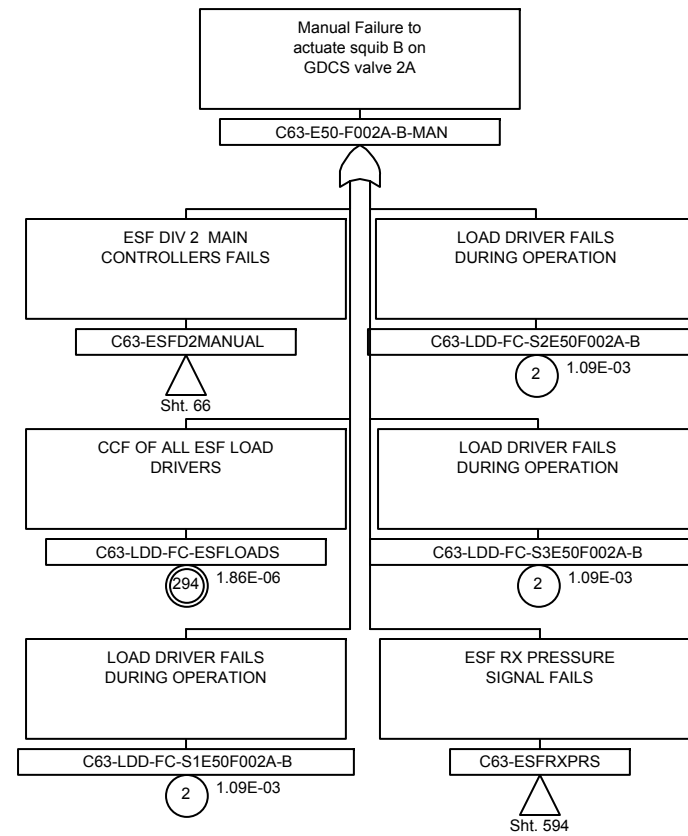 Manual Failure to
actuate squib B on
GDCS valve 2A
C63-E50-F002A-B-MAN
ESF DIV 2 MAIN
CONTROLLERS FAILS
C63-ESFD2MANUAL
Sht. 66
LOAD DRIVER FAILS
DURING OPERATION
C63-LDD-FC-S2E50F002A-B
2
1.09E-03
CCF OF ALL ESF LOAD
DRIVERS
C63-LDD-FC-ESFLOADS
294
1.86E-06
LOAD DRIVER FAILS
DURING OPERATION
C63-LDD-FC-S3E50F002A-B
2
1.09E-03
LOAD DRIVER FAILS
DURING OPERATION
C63-LDD-FC-S1E50F002A-B
2
1.09E-03
ESF RX PRESSURE
SIGNAL FAILS
C63-ESFRXPRS
Sht. 594